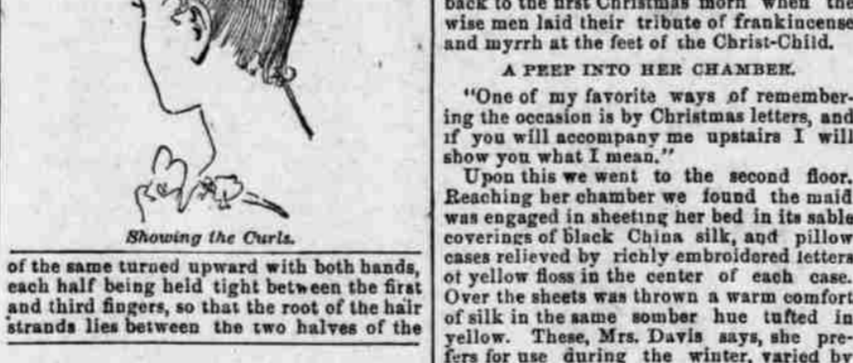 Showing the Curls.
of the same turned upward with both hands,
each half being held tight between the first
and third fingers, so that the root of the hair
strands lies between the two halves of the
back to the first Christmas morn when the
wise men laid their tribute of frankincense
and myrrh at the feet of the Christ-Child.
A PEEP INTO HER CHAMBER.
"One of my favorite ways of remember-
ing the occasion is by Christmas letters, and
if you will accompany me upstairs I will
show you what I mean."
Upon this we went to the second floor.
Reaching her chamber we found the maid
was engaged in sheeting her bed in its sable
coverings of black China silk, and pillow
cases relieved by richly embroidered letters
of yellow floss in the center of each case.
Over the sheets was thrown a warm comfort
of silk in the same somber hue tufted in
yellow. These, Mrs. Davis says, she pre-
fers for use during the winter, varied by